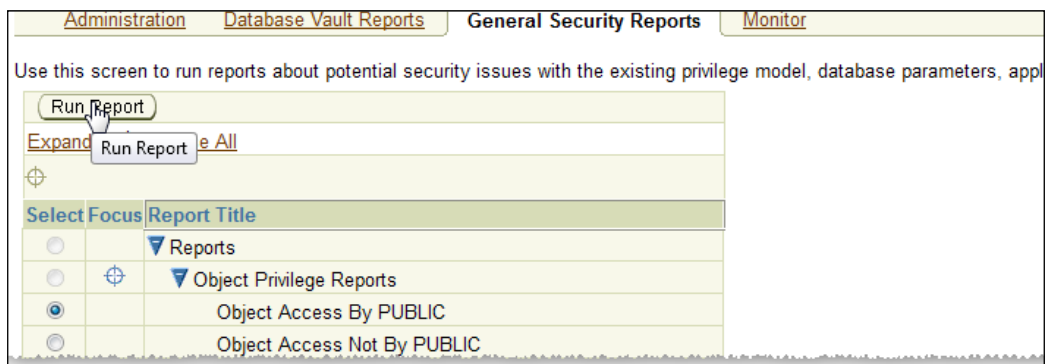 Administration Database Vault Reports General Security Reports Monitor
Use this screen to run reports about potential security issues with the existing privilege model, database parameters, appl
Run Report
Expand e All
Run Report
Select Focus Report Title
Reports
Object Privilege Reports
Object Access By PUBLIC
Object Access Not By PUBLIC